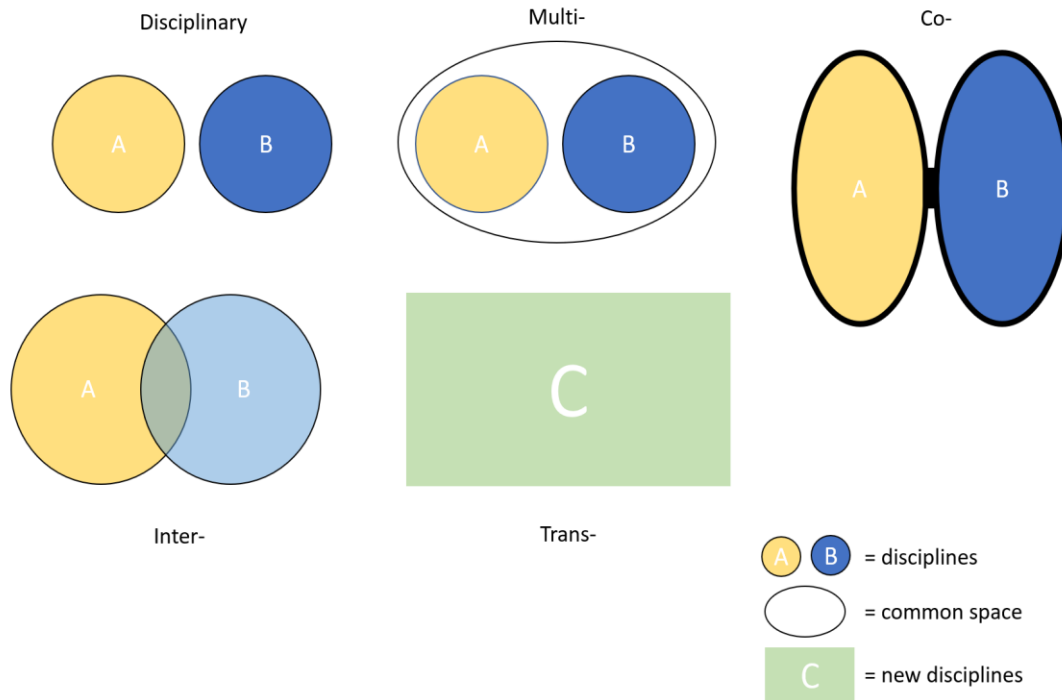 Disciplinary
Multi-
Co-
A
B
A
B
A
B
A
B
C
Inter-
Trans-
A B = disciplines
= common space
C = new disciplines